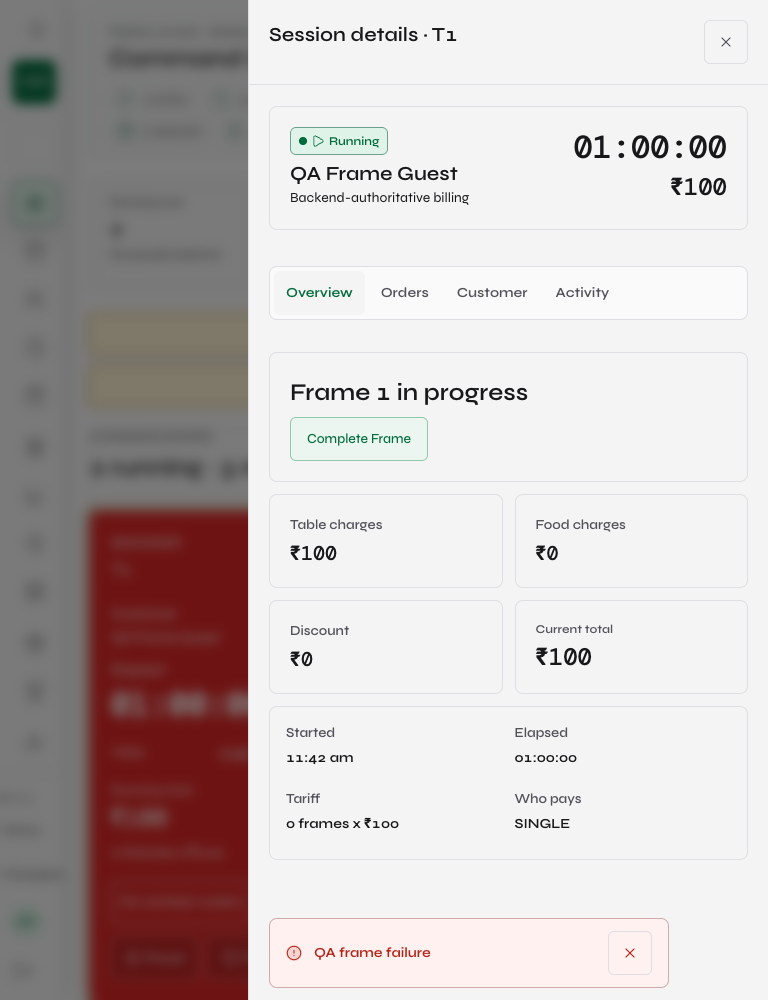 Session details · T1
Running
01:00:00
QA Frame Guest
₹100
Backend-authoritative billing
Overview Orders Customer Activity
Frame 1 in progress
Complete Frame
Table charges
₹100
Food charges
₹0
Discount
₹0
Current total
₹100
Started
11:42 am
Elapsed
01:00:00
Tariff
0 frames x ₹100
Who pays
SINGLE
QA frame failure